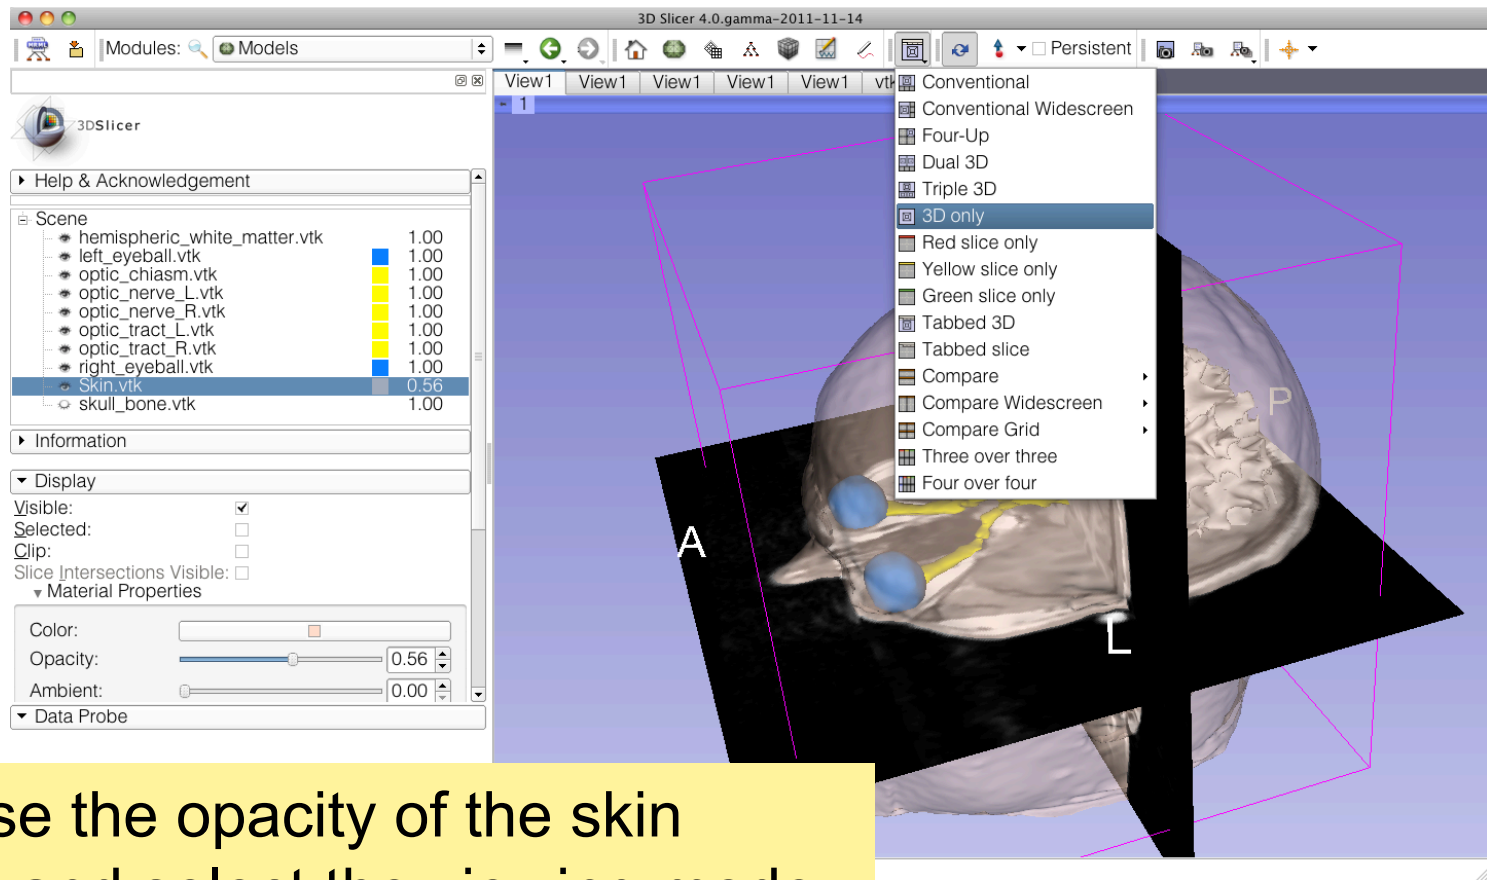 3D Slicer 4.0.gamma-2011-11-14
Modules: Models
Persistent
View1 View1 View1 View1 View1
1
3DSlicer
Help & Acknowledgement
Scene
hemispheric_white_matter.vtk 1.00
left_eyeball.vtk 1.00
optic_chiasm.vtk 1.00
optic_nerve_L.vtk 1.00
optic_nerve_R.vtk 1.00
optic_tract_L.vtk 1.00
optic_tract_R.vtk 1.00
right_eyeball.vtk 1.00
Skin.vtk 0.56
skull_bone.vtk 1.00
Information
Display
Visible:
Selected:
Clip:
Slice Intersections Visible:
Material Properties
Color:
Opacity: 0.56
Ambient: 0.00
Data Probe
Conventional
Conventional Widescreen
Four-Up
Dual 3D
Triple 3D
3D only
Red slice only
Yellow slice only
Green slice only
Tabbed 3D
Tabbed slice
Compare
Compare Widescreen
Compare Grid
Three over three
Four over four
P
A
L
the opacity of the skin
and select the viewing mode